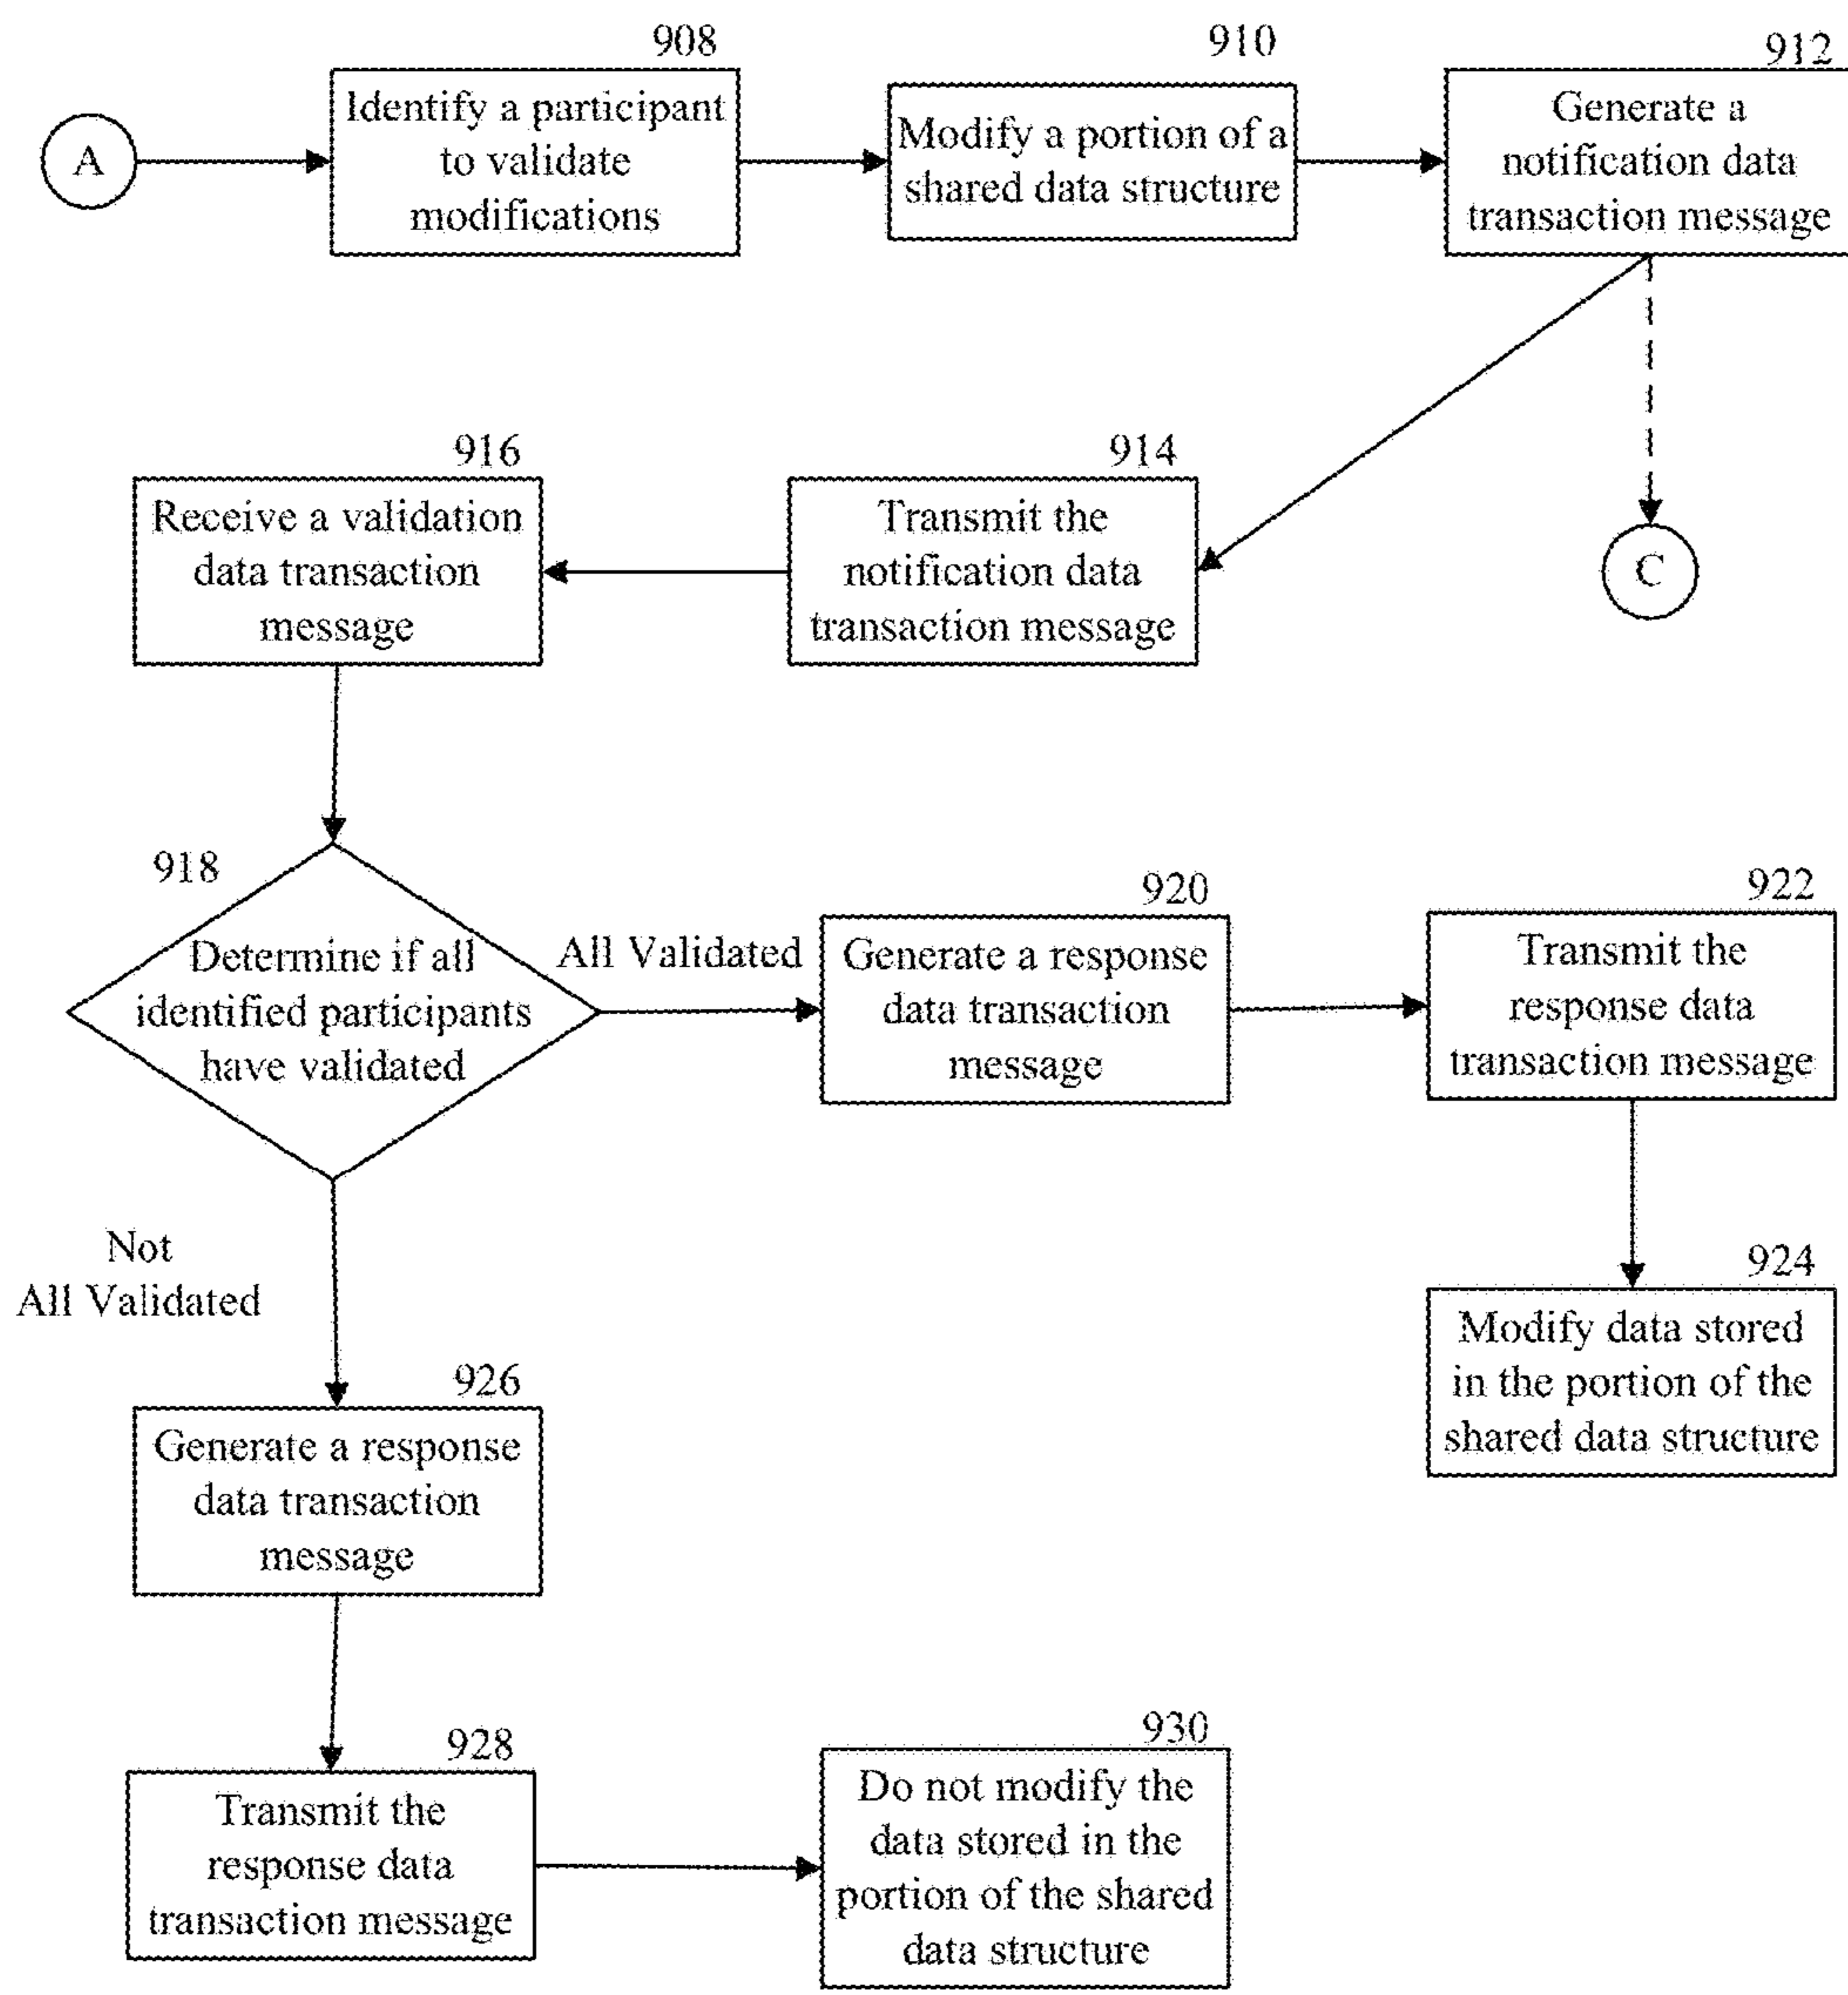 908
910
912
A
Identify a participant
to validate
modifications
Modify a portion of a
shared data structure
Generate a
notification data
transaction message
916
914
Receive a validation
data transaction
message
Transmit the
notification data
transaction message
C
918
Determine if all
identified participants
have validated
All Validated
920
Generate a response
data transaction
message
922
Transmit the
response data
transaction message
Not
All Validated
924
Modify data stored
in the portion of the
shared data structure
926
Generate a response
data transaction
message
928
Transmit the
response data
transaction message
930
Do not modify the
data stored in the
portion of the shared
data structure